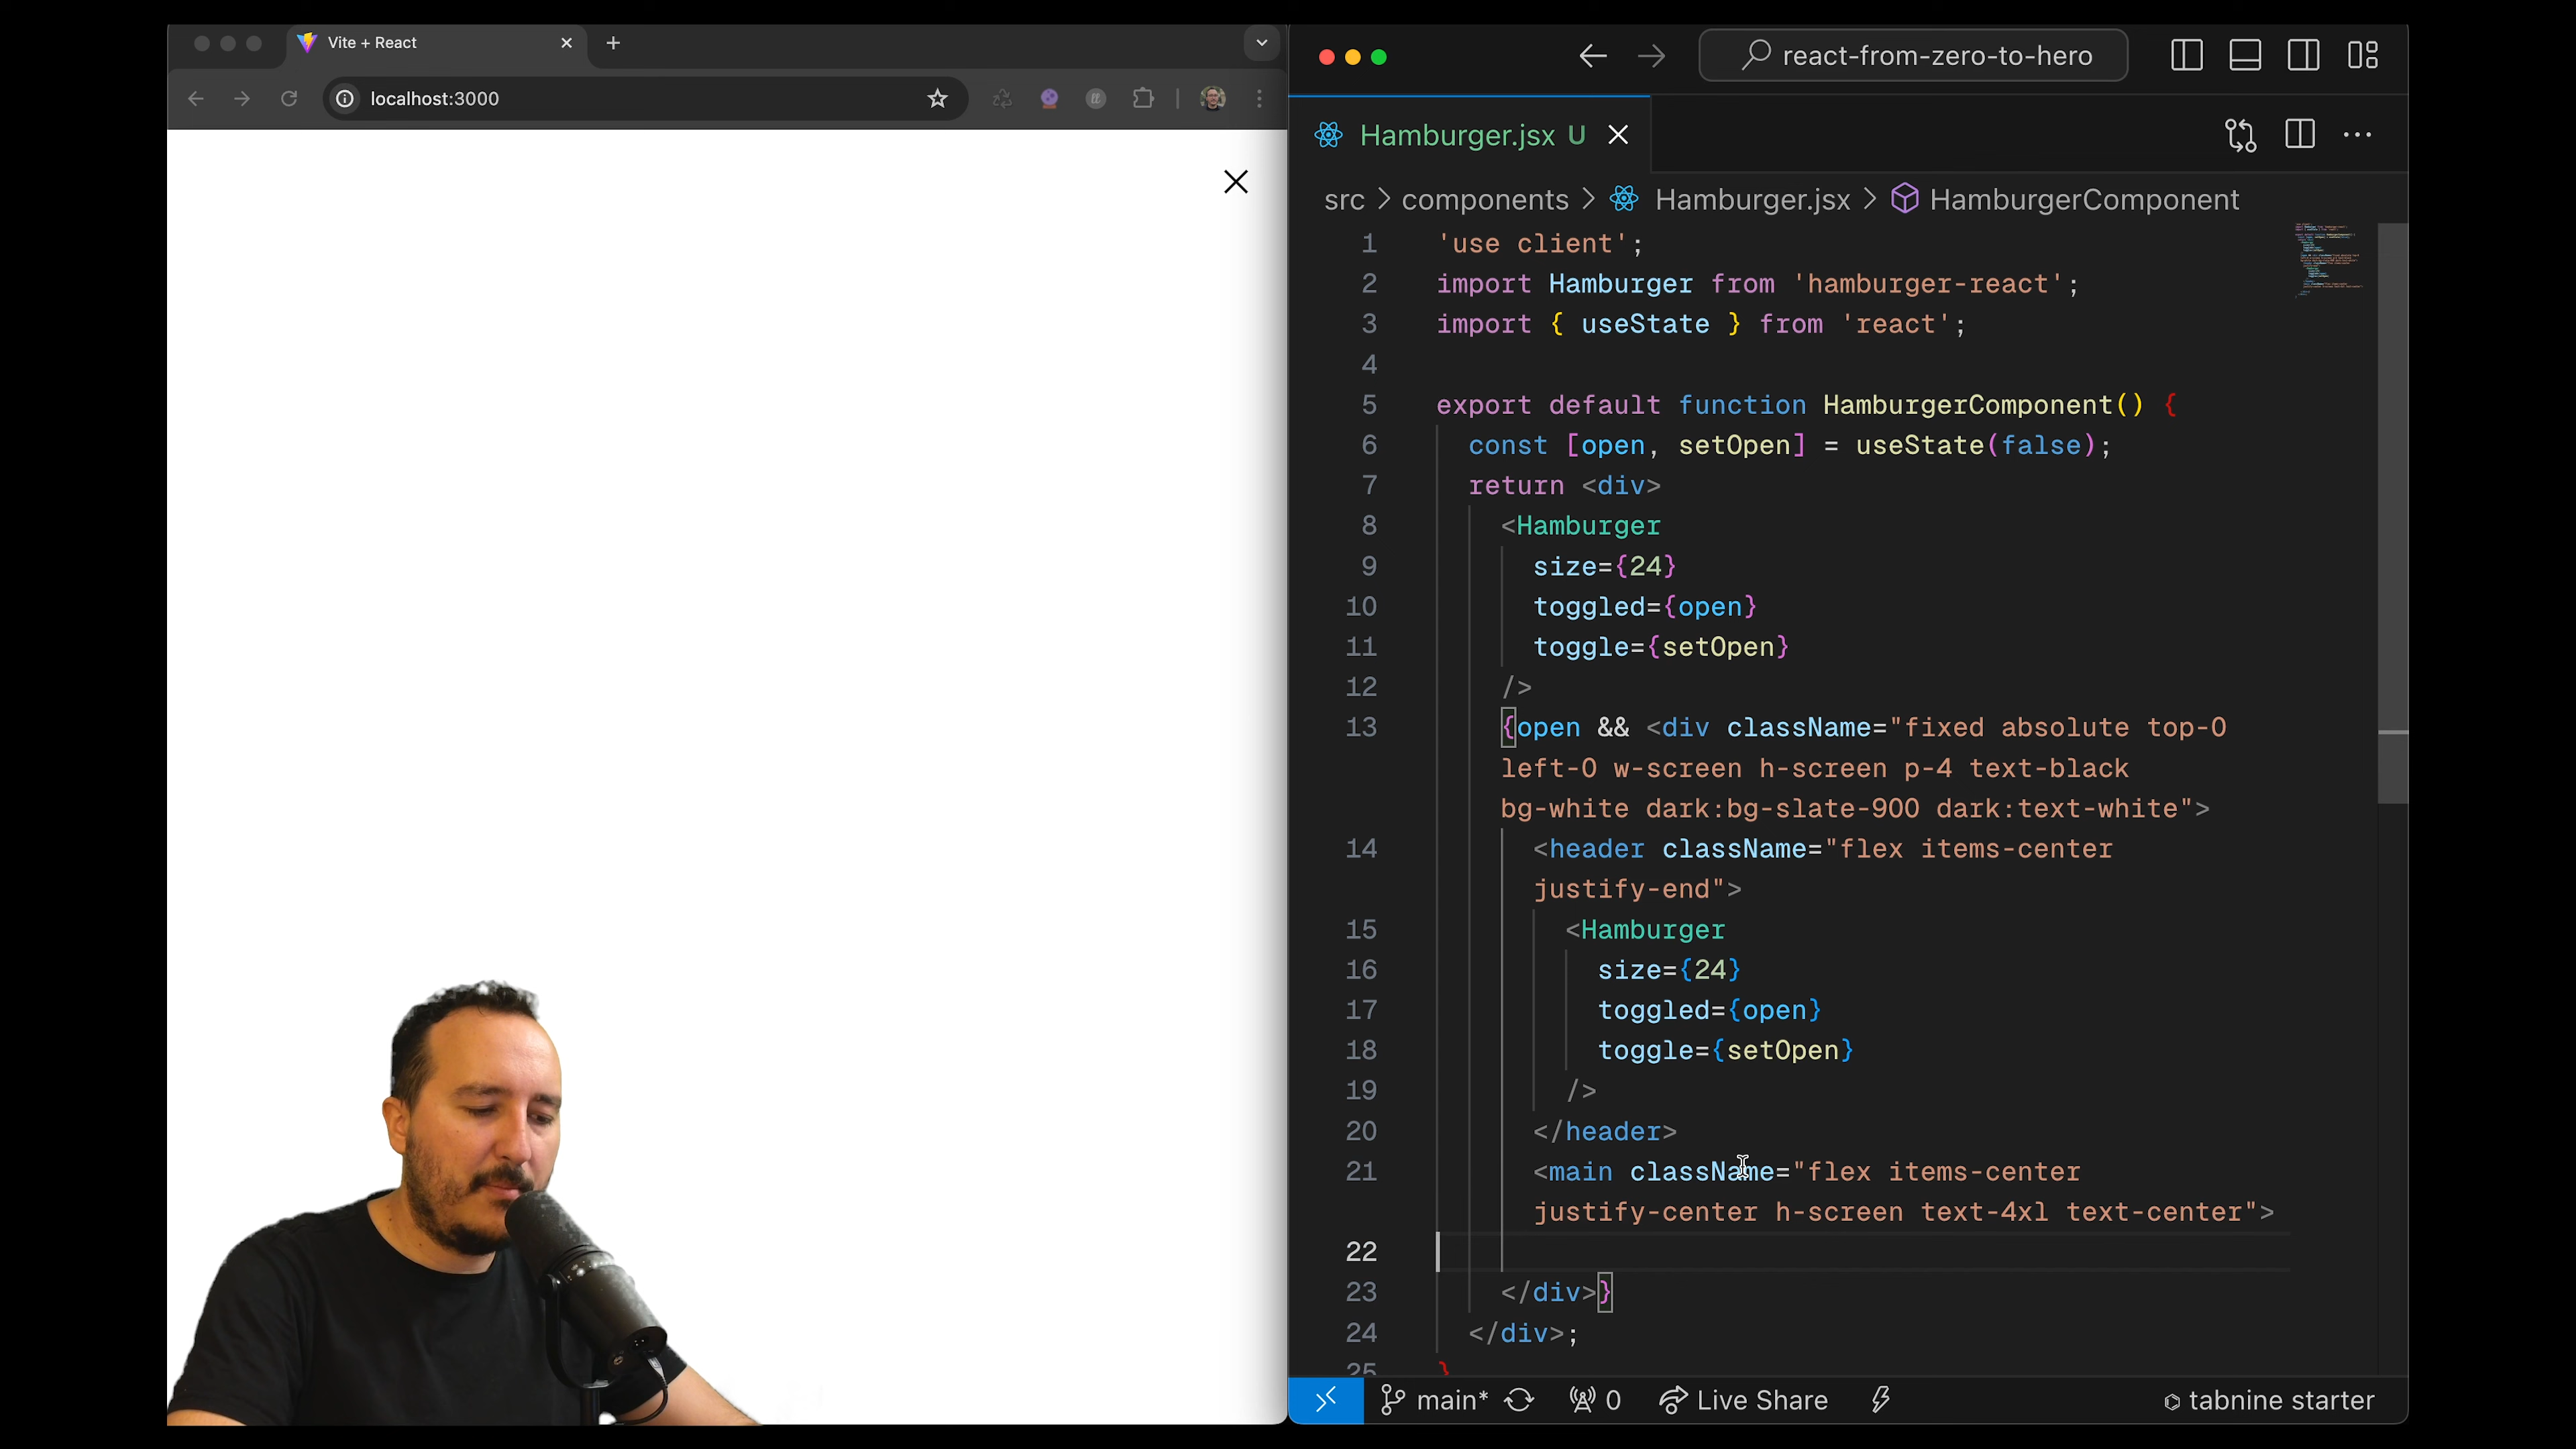 Vite + React
localhost:3000
react-from-zero-to-hero
Hamburger.jsx U
src > components > Hamburger.jsx > HamburgerComponent
1 'use client';
2 import Hamburger from 'hamburger-react';
3 import { useState } from 'react';
4
5 export default function HamburgerComponent() {
6 const [open, setOpen] = useState(false);
7 return <div>
8 <Hamburger
9 size={24}
10 toggled={open}
11 toggle={setOpen}
12 />
13 {open && <div className="fixed absolute top-0
left-0 w-screen h-screen p-4 text-black
bg-white dark:bg-slate-900 dark:text-white">
14 <header className="flex items-center
justify-end">
15 <Hamburger
16 size={24}
17 toggled={open}
18 toggle={setOpen}
19 />
20 </header>
21 <main className="flex items-center
justify-center h-screen text-4xl text-center">
22
23 </div>}
24 </div>;
25 }
main* 0 Live Share tabnine starter